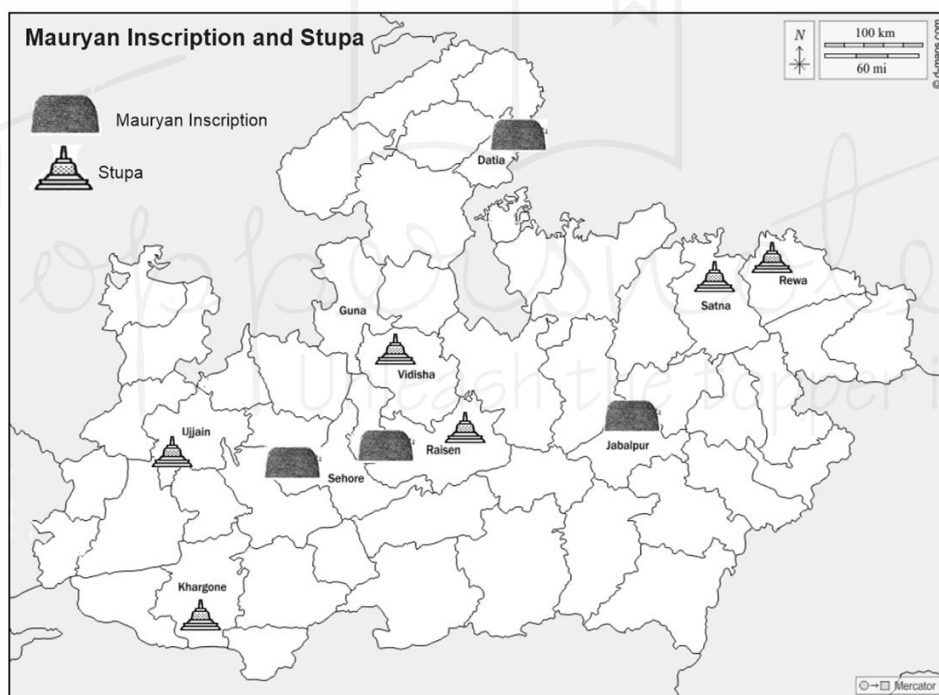 Mauryan Inscription and Stupa
N
100 km
60 mi
© d-maps.com
Mauryan Inscription
Stupa
Datia
Satna
Rewa
Guna
Vidisha
Ujjain
Raisen
Jabalpur
Sehore
Unleash the topper i
Khargone
Mercator